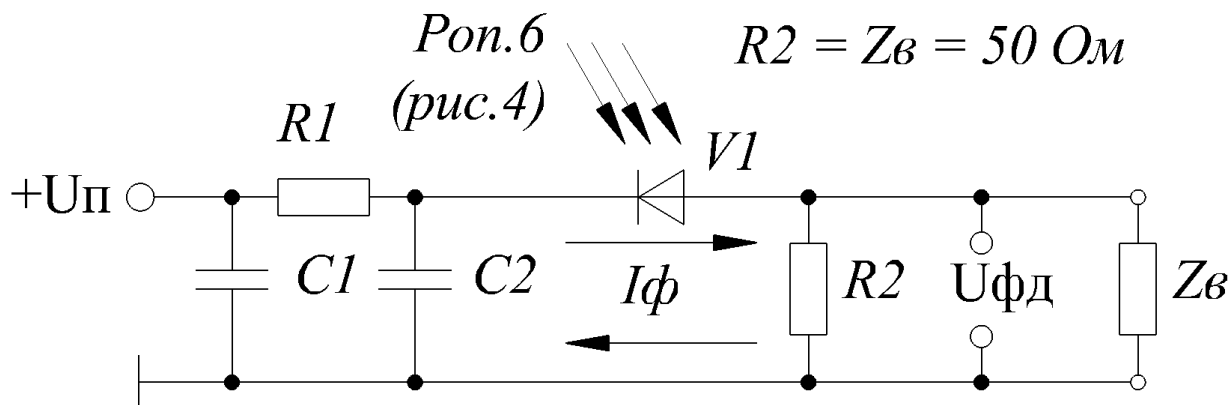 Pоп.6
(рис.4)
R2 = Zв = 50 Ом
R1
V1
+Uп
C1
C2
Iф
R2
Uфд
Zв